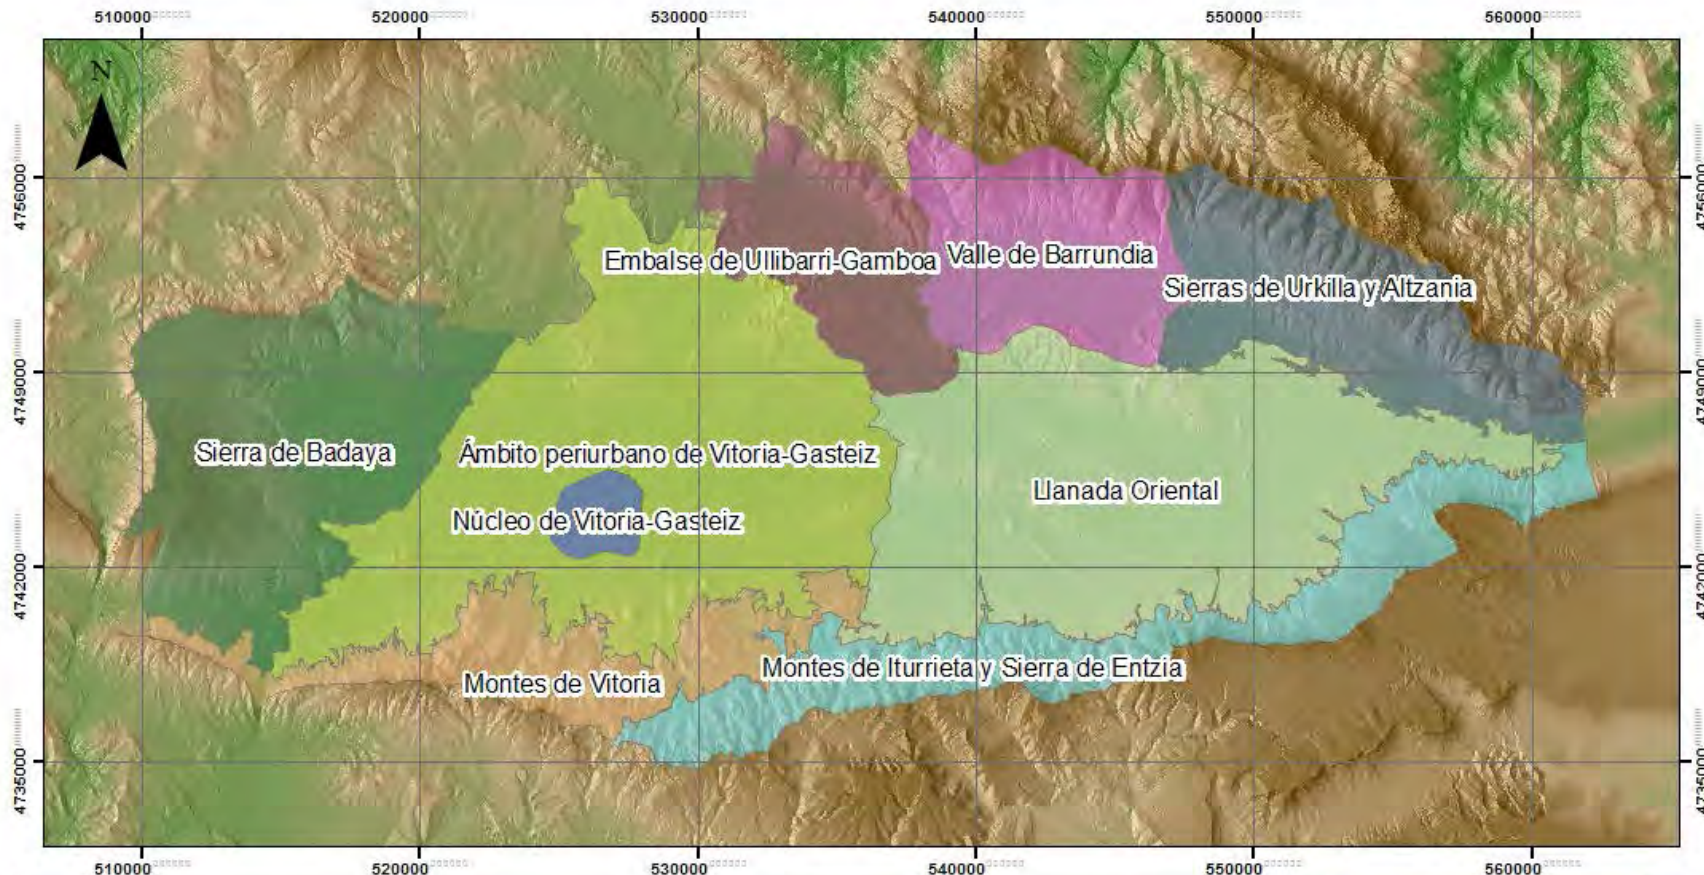 510000 520000 530000 540000 550000 560000
N
4756000 4756000
Embalse de Ullibarri-Gamboa
Valle de Barrundia
Sierras de Urkilla y Altzania
4749000 4749000
Sierra de Badaya
Ámbito periurbano de Vitoria-Gasteiz
Llanada Oriental
Núcleo de Vitoria-Gasteiz
4742000 4742000
Montes de Iturrieta y Sierra de Entzia
Montes de Vitoria
4735000 4735000
510000 520000 530000 540000 550000 560000